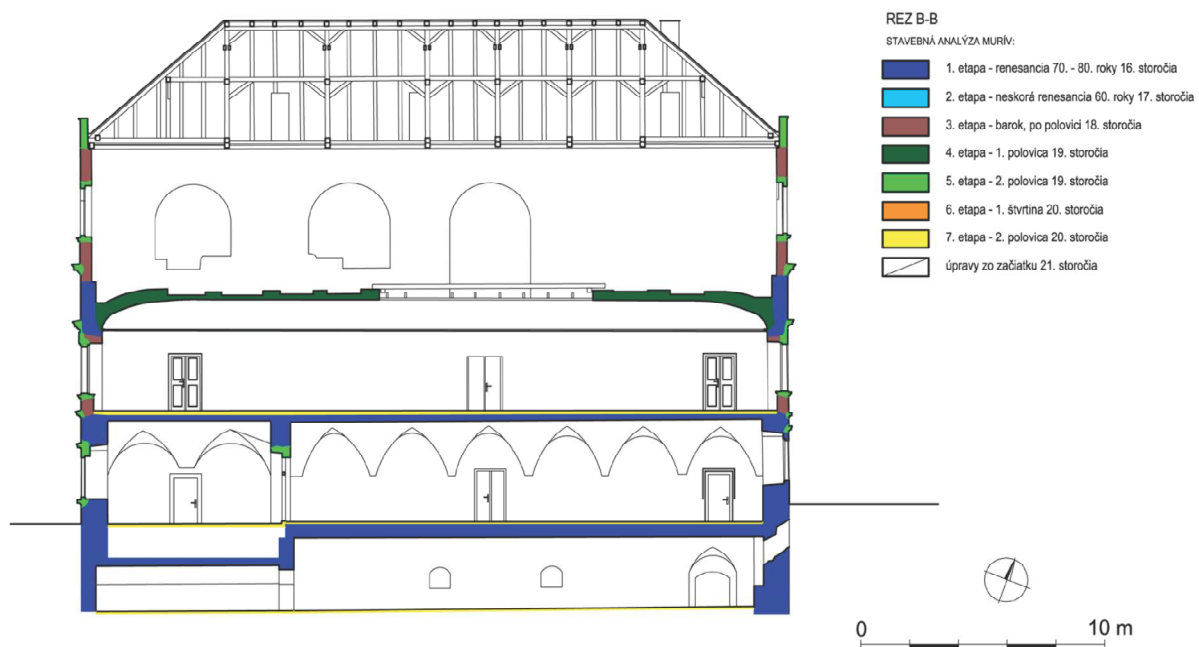 REZ B-B
STAVEBNÁ ANALÝZA MURÍV:
1. etapa - renesancia 70. - 80. roky 16. storočia
2. etapa - neskorá renesancia 60. roky 17. storočia
3. etapa - barok, po polovici 18. storočia
4. etapa - 1. polovica 19. storočia
5. etapa - 2. polovica 19. storočia
6. etapa - 1. štvrtina 20. storočia
7. etapa - 2. polovica 20. storočia
úpravy zo začiatku 21. storočia
0 10 m